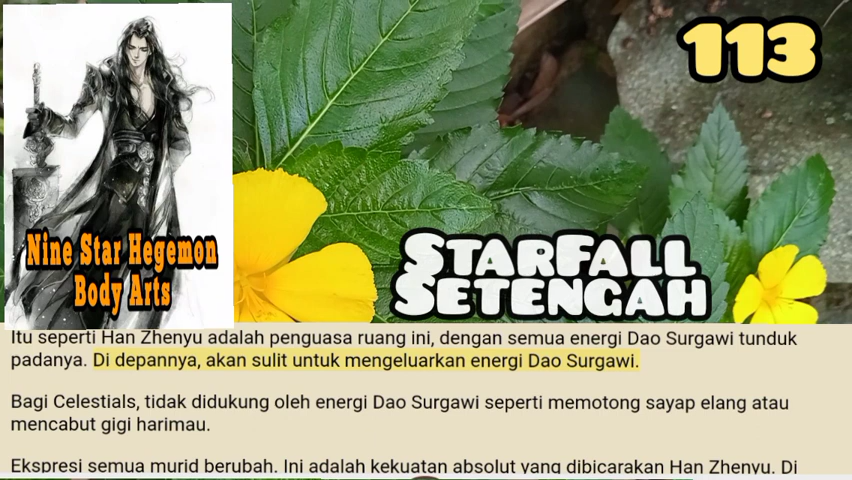 113
Nine Star Hegemon
Body Arts
StarFall
Setengah
Itu seperti Han Zhenyu adalah penguasa ruang ini, dengan semua energi Dao Surgawi tunduk
padanya. Di depannya, akan sulit untuk mengeluarkan energi Dao Surgawi.
Bagi Celestials, tidak didukung oleh energi Dao Surgawi seperti memotong sayap elang atau
mencabut gigi harimau.
Ekspresi semua murid berubah. Ini adalah kekuatan absolut yang dibicarakan Han Zhenyu. Di